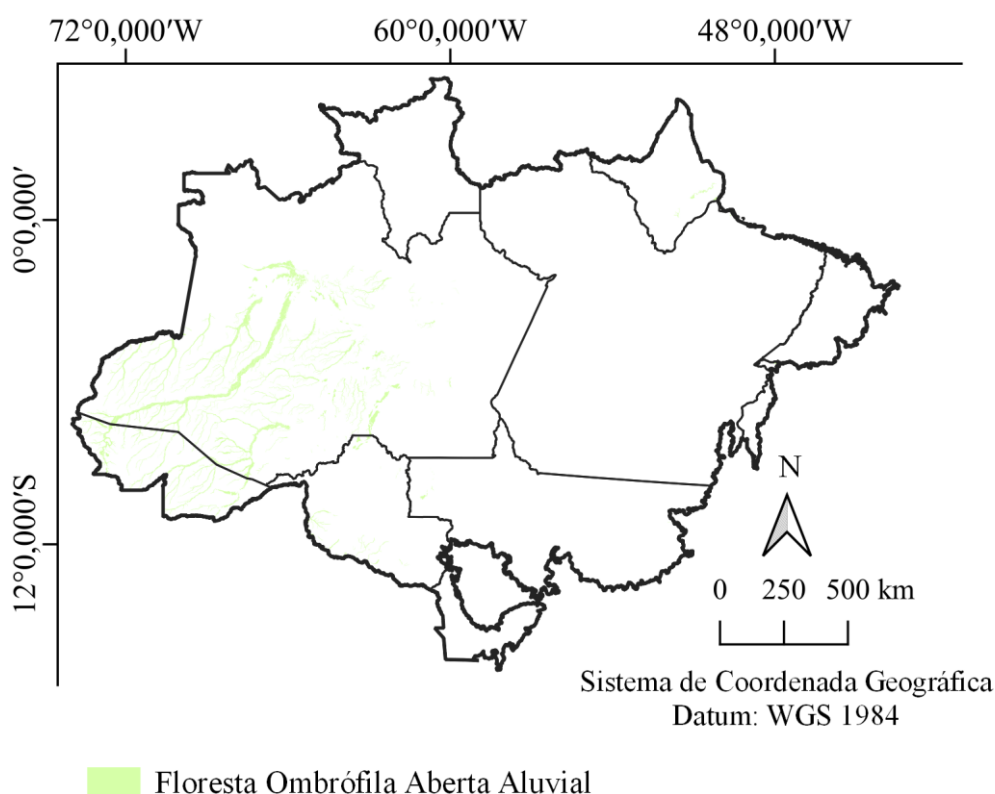 72°0,000'W 60°0,000'W 48°0,000'W
0°0,000'
12°0,000'S
N
0 250 500 km
Sistema de Coordenada Geográfica
Datum: WGS 1984
Floresta Ombrófila Aberta Aluvial